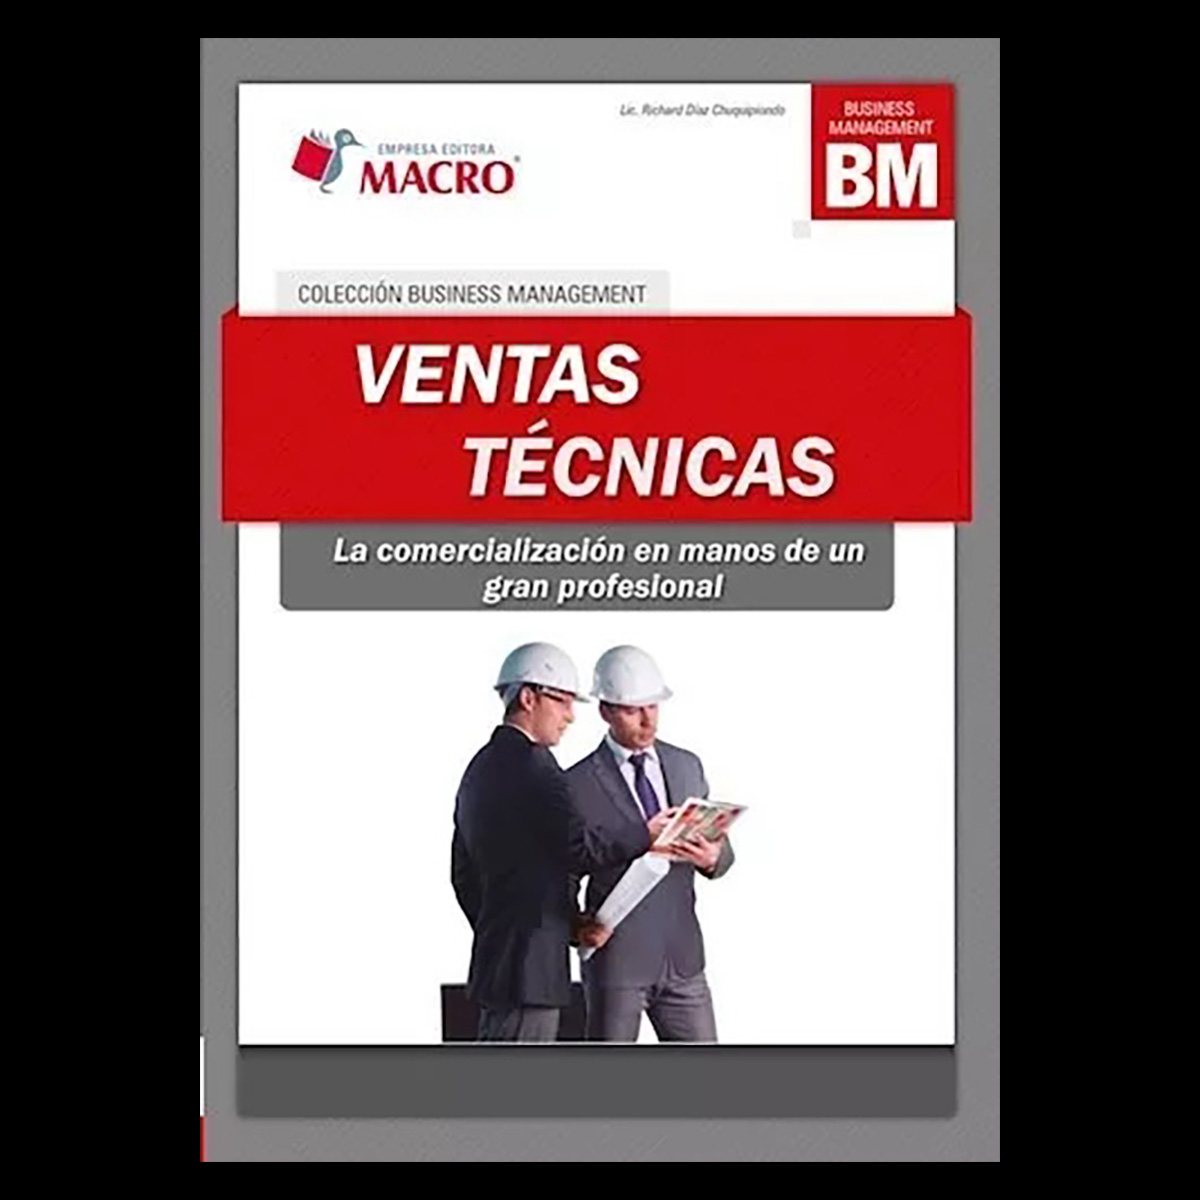 Lic. Richard Díaz Chuquipiondo
BUSINESS
MANAGEMENT
BM
EMPRESA EDITORA
MACRO®
COLECCIÓN BUSINESS MANAGEMENT
VENTAS
TÉCNICAS
La comercialización en manos de un
gran profesional